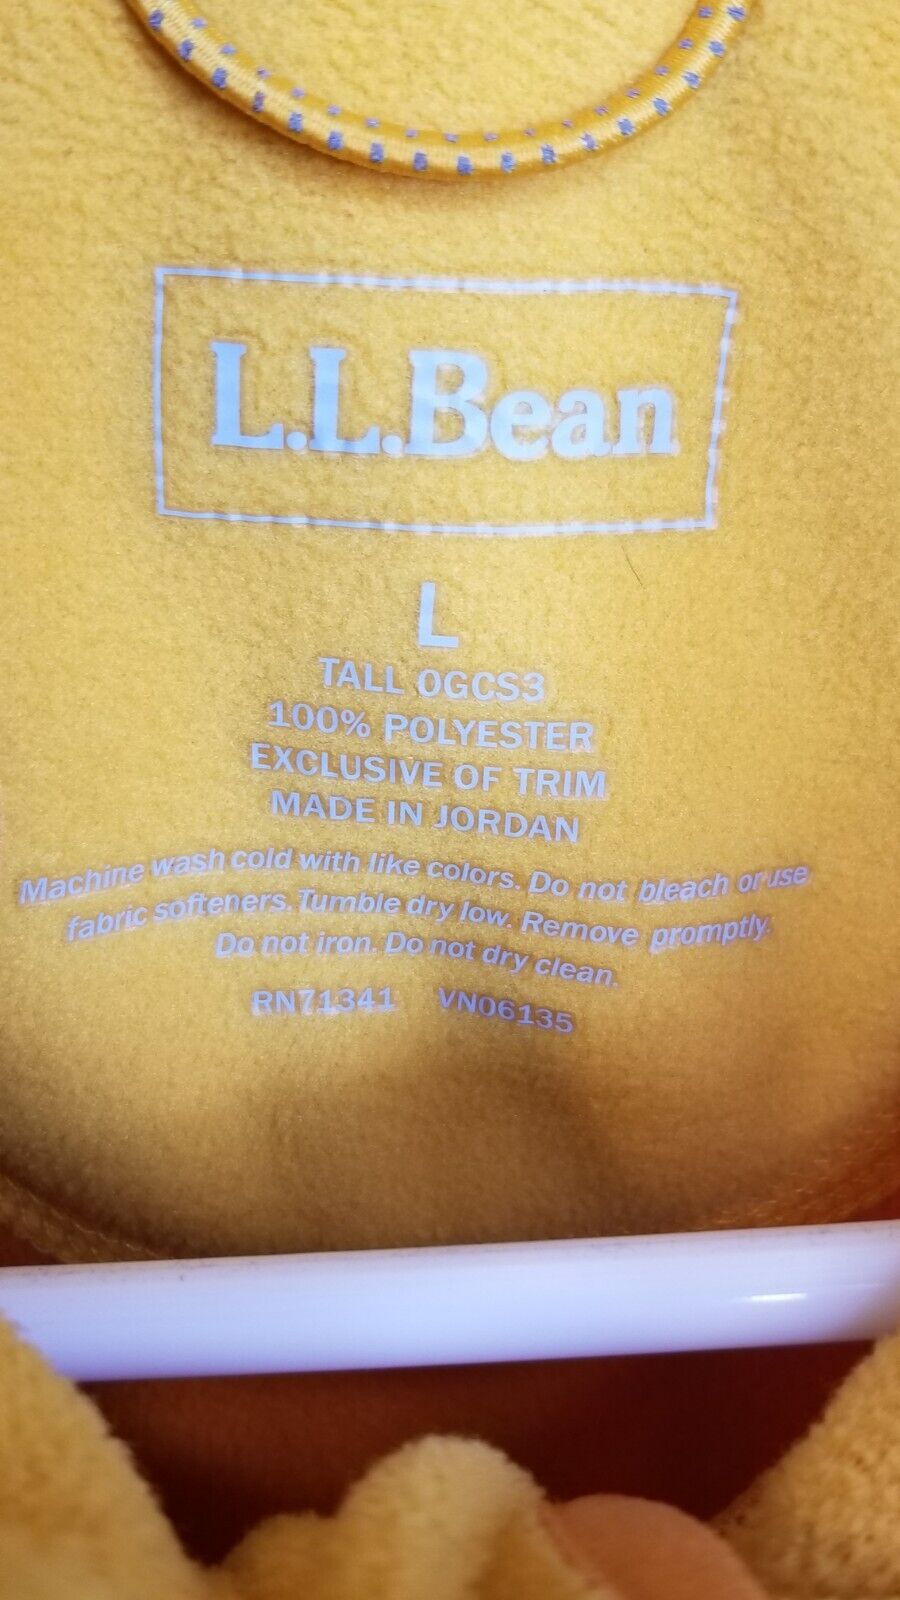 L.L.Bean
L
TALL OGCS3
100% POLYESTER
EXCLUSIVE OF TRIM
MADE IN JORDAN
Machine wash cold with like colors. Do not bleach or use
fabric softeners. Tumble dry low. Remove promptly.
Do not iron. Do not dry clean.
RN71341 VN06135